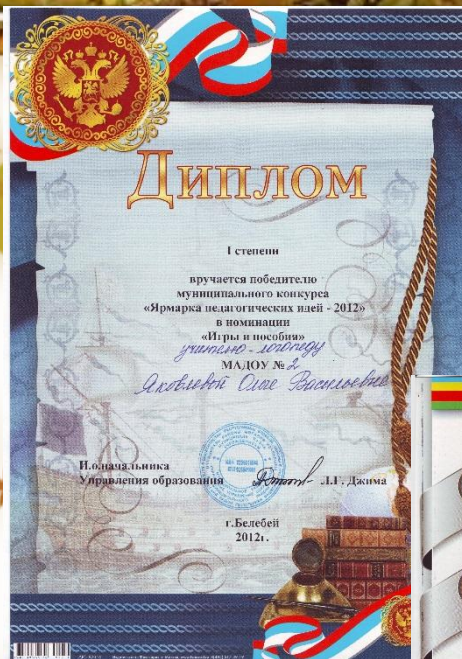 Диплом
I степени
вручается победителю
муниципального конкурса
«Ярмарка педагогических идей - 2012»
в номинации
«Игры и пособия»
учителю-логопеду
МАДОУ № 2
Яковлевой Ольге Васильевне
И.о.начальника
Управления образования Л.Г. Джима
г.Белебей
2012г.